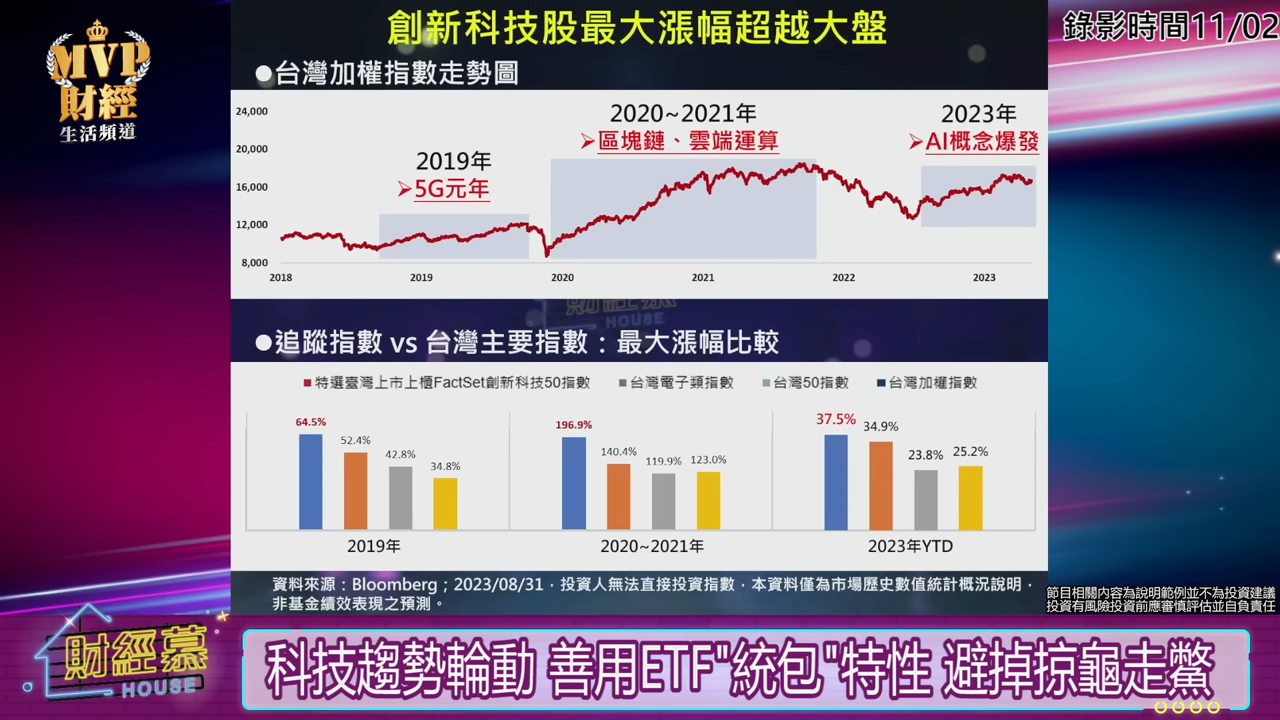 MVP
財經
生活頻道
創新科技股最大漲幅超越大盤
錄影時間11/02
●台灣加權指數走勢圖
24,000
20,000
16,000
12,000
8,000
2018
2019
2020
2021
2022
2023
2019年
➢5G元年
2020~2021年
➢區塊鏈、雲端運算
2023年
➢AI概念爆發
財經慕
HOUSE
●追蹤指數 vs 台灣主要指數：最大漲幅比較
■特選臺灣上市上櫃FactSet創新科技50指數 ■台灣電子類指數 ■台灣50指數 ■台灣加權指數
64.5%
52.4%
42.8%
34.8%
2019年
196.9%
140.4%
119.9%
123.0%
2020~2021年
37.5%
34.9%
23.8%
25.2%
2023年YTD
資料來源：Bloomberg；2023/08/31，投資人無法直接投資指數，本資料僅為市場歷史數值統計概況說明，
非基金績效表現之預測。
節目相關內容為說明範例並不為投資建議
投資有風險投資前應審慎評估並自負責任
財經慕
HOUSE
科技趨勢輪動 善用ETF"統包"特性 避掉掠龜走鱉